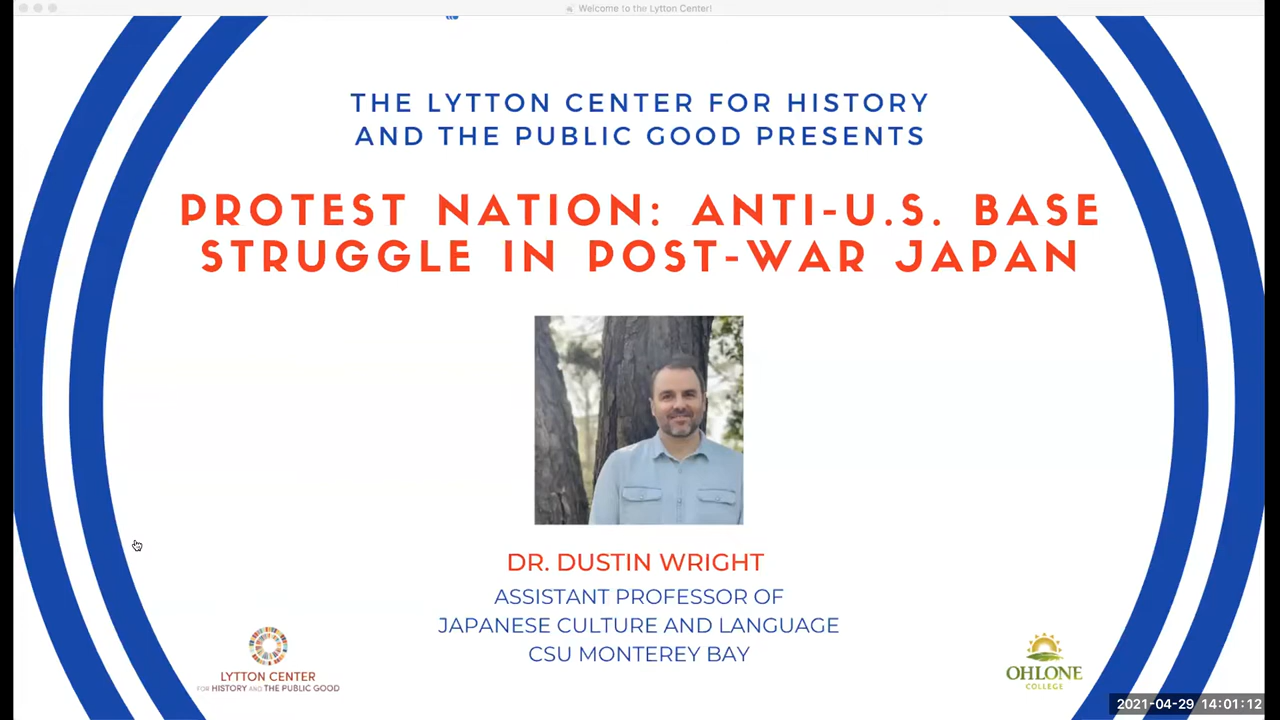 Welcome to the Lytton Center!
THE LYTTON CENTER FOR HISTORY
AND THE PUBLIC GOOD PRESENTS
PROTEST NATION: ANTI-U.S. BASE
STRUGGLE IN POST-WAR JAPAN
DR. DUSTIN WRIGHT
ASSISTANT PROFESSOR OF
JAPANESE CULTURE AND LANGUAGE
CSU MONTEREY BAY
LYTTON CENTER
FOR HISTORY AND THE PUBLIC GOOD
OHLONE
COLLEGE
2021-04-29 14:01:12